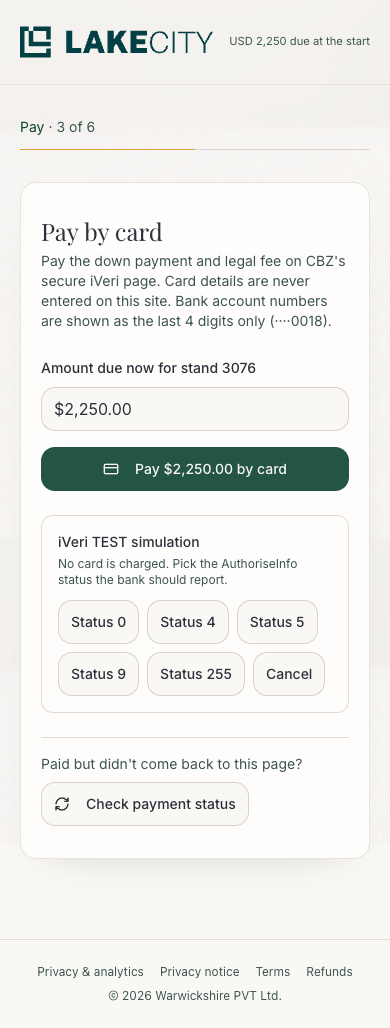 LAKECITY
USD 2,250 due at the start
Pay · 3 of 6
Pay by card
Pay the down payment and legal fee on CBZ's
secure iVeri page. Card details are never
entered on this site. Bank account numbers
are shown as the last 4 digits only (····0018).
Amount due now for stand 3076
$2,250.00
Pay $2,250.00 by card
iVeri TEST simulation
No card is charged. Pick the AuthoriseInfo
status the bank should report.
Status 0
Status 4
Status 5
Status 9
Status 255
Cancel
Paid but didn't come back to this page?
Check payment status
Privacy & analytics
Privacy notice
Terms
Refunds
© 2026 Warwickshire PVT Ltd.